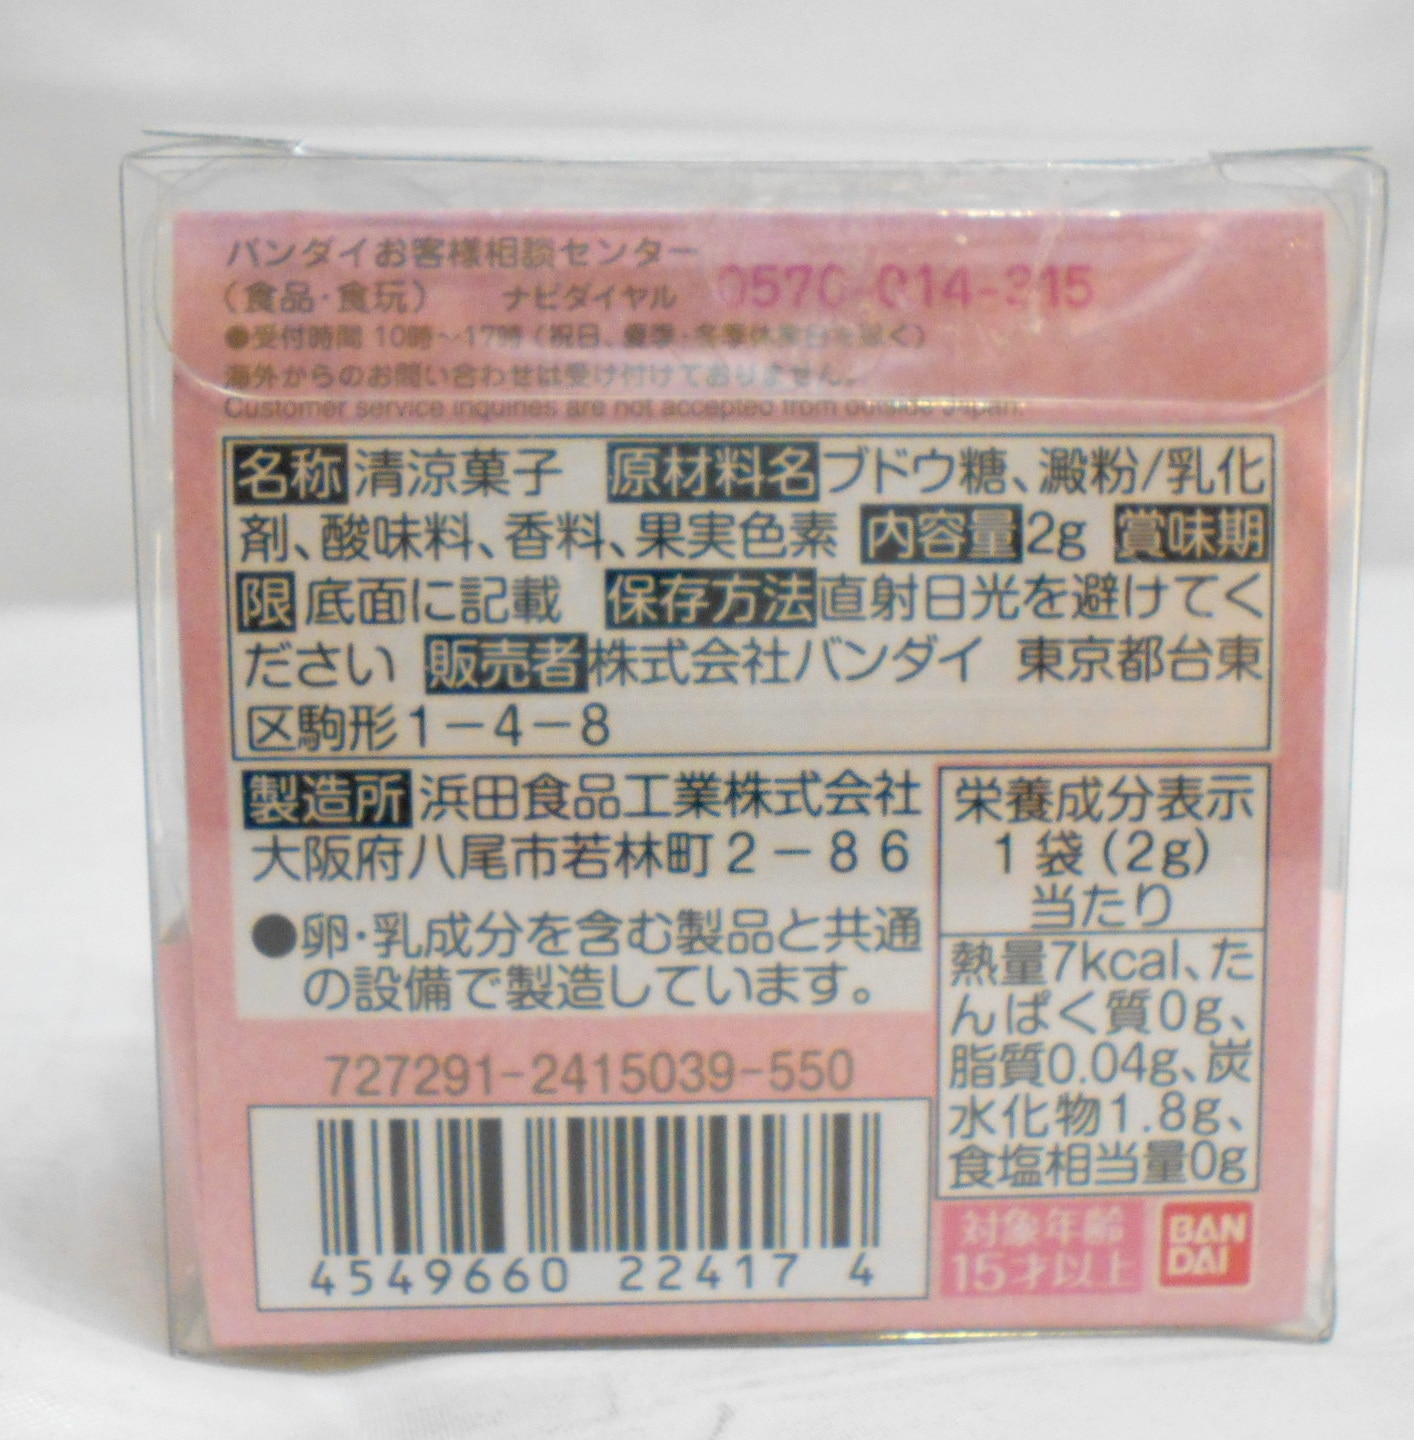 バンダイお客様相談センター
(食品・食玩) ナビダイヤル 0570-014-315
●受付時間 10時〜17時 (祝日、夏季・冬季休業日を除く)
海外からのお問い合わせは受け付けておりません。
Customer service inquiries are not accepted from outside Japan.
名称 清涼菓子 原材料名 ブドウ糖、澱粉/乳化
剤、酸味料、香料、果実色素 内容量 2g 賞味期
限 底面に記載 保存方法 直射日光を避けてく
ださい 販売者 株式会社バンダイ 東京都台東
区駒形1-4-8
製造所 浜田食品工業株式会社
大阪府八尾市若林町2-86
●卵・乳成分を含む製品と共通
の設備で製造しています。
栄養成分表示
1袋(2g)
当たり
熱量7kcal、た
んぱく質0g、
脂質0.04g、炭
水化物1.8g、
食塩相当量0g
727291-2415039-550
4549660 22417 4
対象年齢
15才以上
BAN
DAI